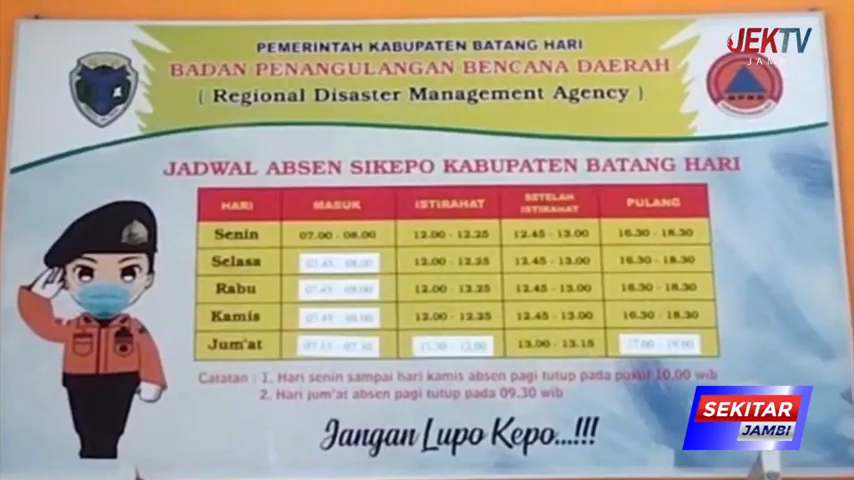 JEKTV
JAMBI
PEMERINTAH KABUPATEN BATANG HARI
BADAN PENANGULANGAN BENCANA DAERAH
( Regional Disaster Management Agency )
JADWAL ABSEN SIKEPO KABUPATEN BATANG HARI
HARI MASUK ISTIRAHAT SETELAH ISTIRAHAT PULANG
Senin 07.00 - 08.00 12.00 - 12.25 12.45 - 13.00 16.30 - 18.30
Selasa 12.00 - 12.25 12.45 - 13.00 16.30 - 18.30
Rabu 12.00 - 12.25 12.45 - 13.00 16.30 - 18.30
Kamis 12.00 - 12.25 12.45 - 13.00 16.30 - 18.30
Jum'at 13.00 - 13.15
Catatan : 1. Hari senin sampai hari kamis absen pagi tutup pada pukul 10.00 wib
2. Hari jum'at absen pagi tutup pada 09.30 wib
Jangan Lupo Kepo...!!!
SEKITAR
JAMBI